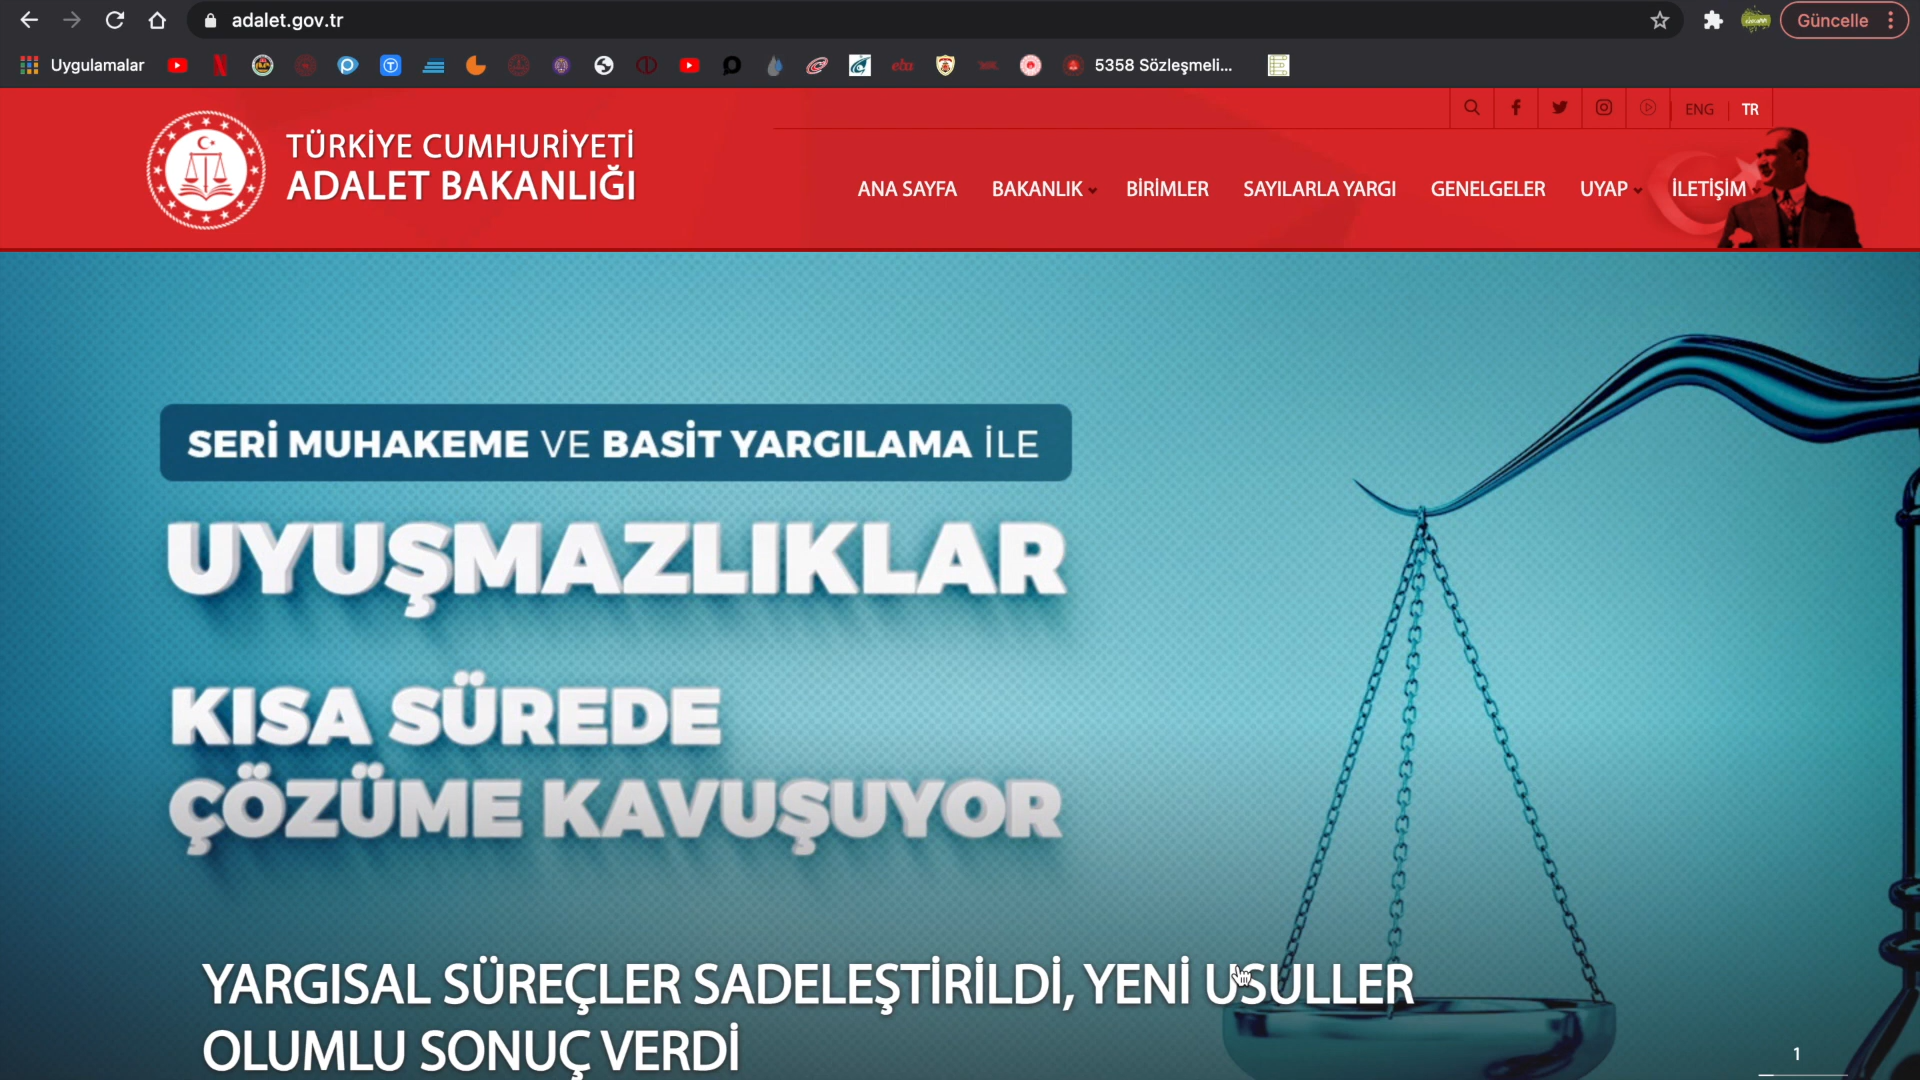 adalet.gov.tr
Güncelle
Uygulamalar
eba
5358 Sözleşmeli...
ENG
TR
TÜRKİYE CUMHURİYETİ
ADALET BAKANLIĞI
ANA SAYFA
BAKANLIK
BİRİMLER
SAYILARLA YARGI
GENELGELER
UYAP
İLETİŞİM
SERİ MUHAKEME VE BASİT YARGILAMA İLE
UYUŞMAZLIKLAR
KISA SÜREDE
ÇÖZÜME KAVUŞUYOR
YARGISAL SÜREÇLER SADELEŞTİRİLDİ, YENİ USULLER
OLUMLU SONUÇ VERDİ
1